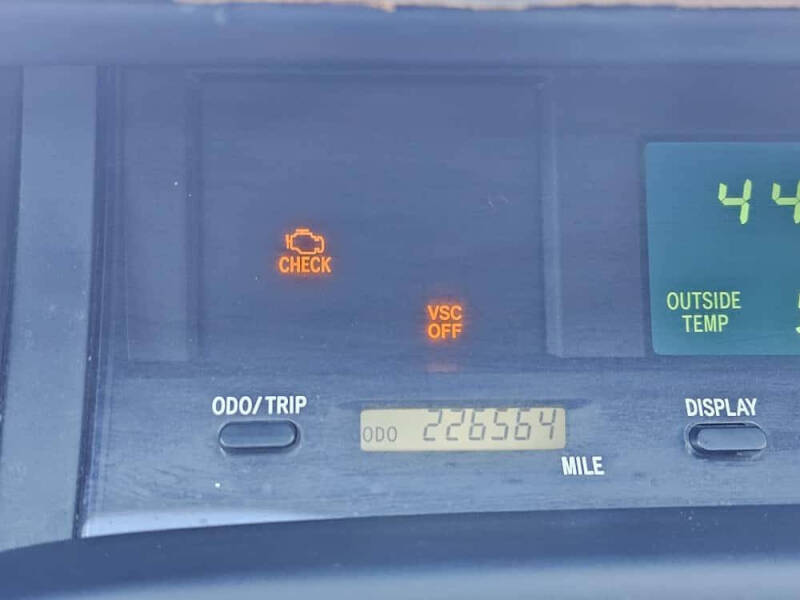 44
CHECK
OUTSIDE
TEMP
VSC
OFF
ODO/TRIP
DISPLAY
ODO 226564
MILE